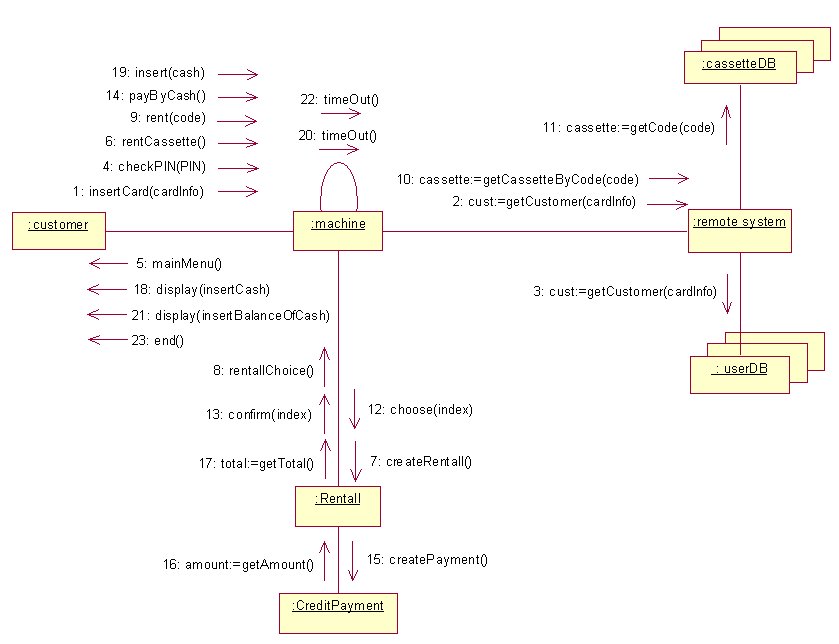 19: insert(cash)
14: payByCash()
9: rent(code)
6: rentCassette()
4: checkPIN(PIN)
1: insertCard(cardInfo)
22: timeOut()
20: timeOut()
:cassetteDB
11: cassette:=getCode(code)
10: cassette:=getCassetteByCode(code)
2: cust:=getCustomer(cardInfo)
:customer
:machine
:remote system
5: mainMenu()
18: display(insertCash)
21: display(insertBalanceOfCash)
23: end()
3: cust:=getCustomer(cardInfo)
: userDB
8: rentallChoice()
13: confirm(index)
12: choose(index)
17: total:=getTotal()
7: createRentall()
:Rentall
16: amount:=getAmount()
15: createPayment()
:CreditPayment